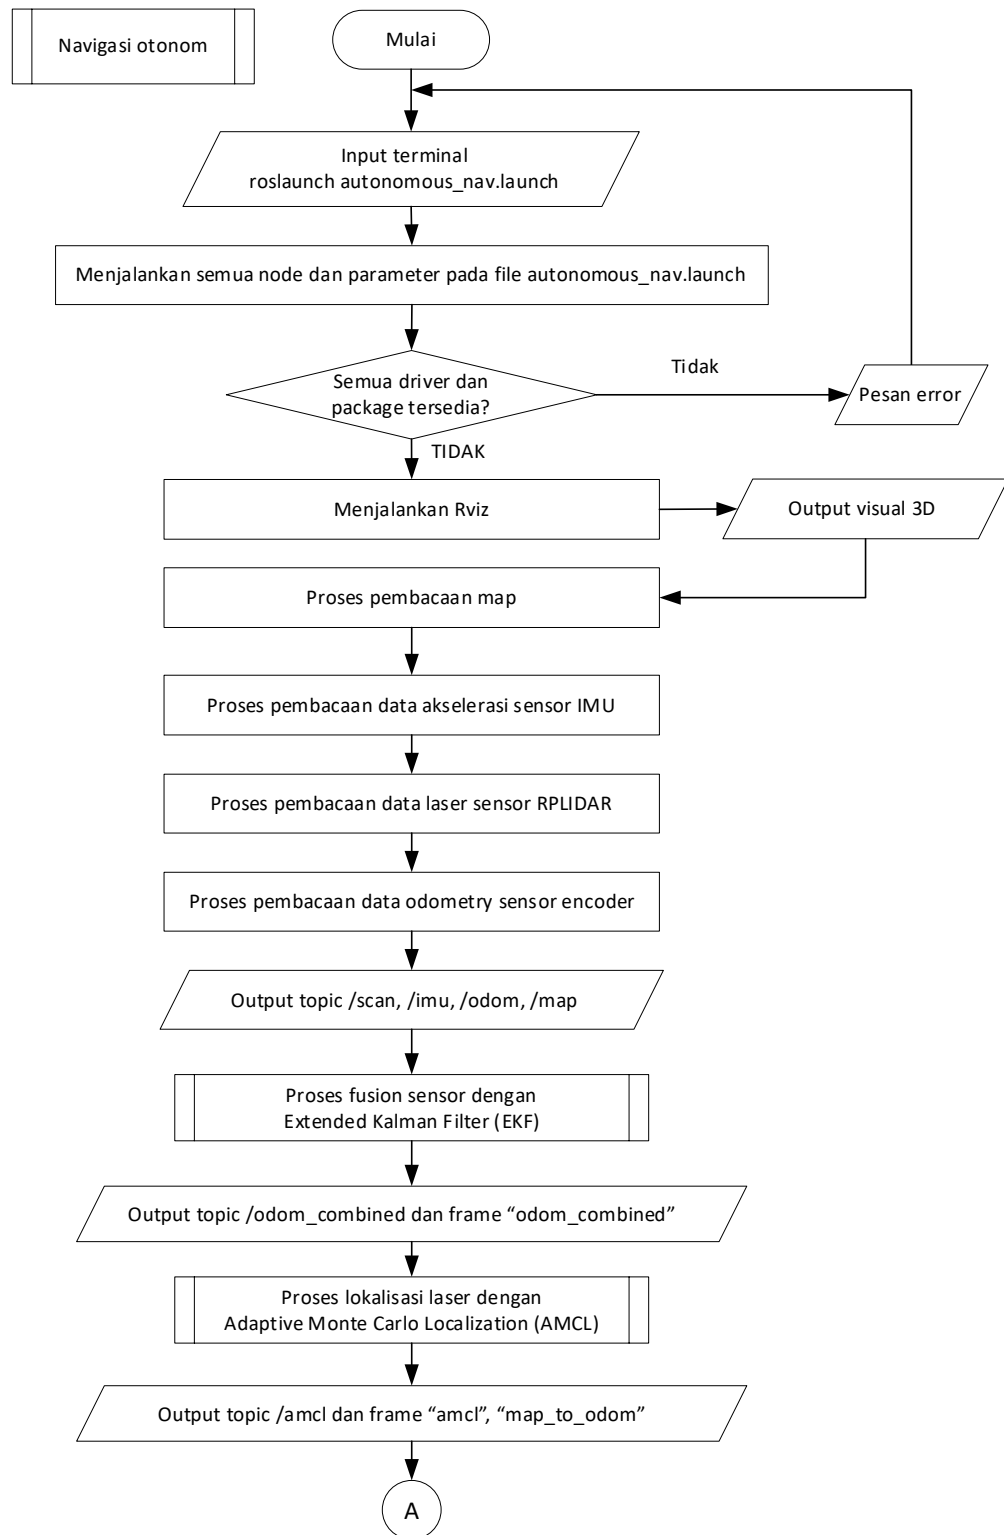 Navigasi otonom
Mulai
Input terminal
roslaunch autonomous_nav.launch
Menjalankan semua node dan parameter pada file autonomous_nav.launch
Semua driver dan
package tersedia?
Tidak
Pesan error
TIDAK
Menjalankan Rviz
Output visual 3D
Proses pembacaan map
Proses pembacaan data akselerasi sensor IMU
Proses pembacaan data laser sensor RPLIDAR
Proses pembacaan data odometry sensor encoder
Output topic /scan, /imu, /odom, /map
Proses fusion sensor dengan
Extended Kalman Filter (EKF)
Output topic /odom_combined dan frame “odom_combined”
Proses lokalisasi laser dengan
Adaptive Monte Carlo Localization (AMCL)
Output topic /amcl dan frame “amcl”, “map_to_odom”
A